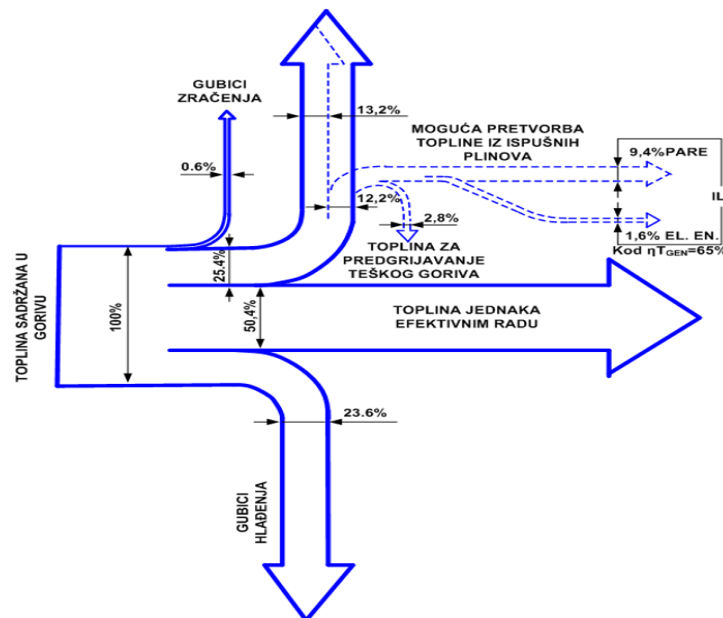 GUBICI
ZRAČENJA
13,2%
MOGUĆA PRETVORBA
TOPLINE IZ ISPUŠNIH
PLINOVA
9,4%PARE
0.6%
IL
12,2%
2,8%
1,6% EL. EN.
TOPLINA ZA
PREDGRIJAVANJE
TEŠKOG GORIVA
Kod ηT_GEN=65%
25.4%
TOPLINA SADRŽANA U
GORIVU
100%
50,4%
TOPLINA JEDNAKA
EFEKTIVNIM RADU
23.6%
GUBICI
HLAĐENJA